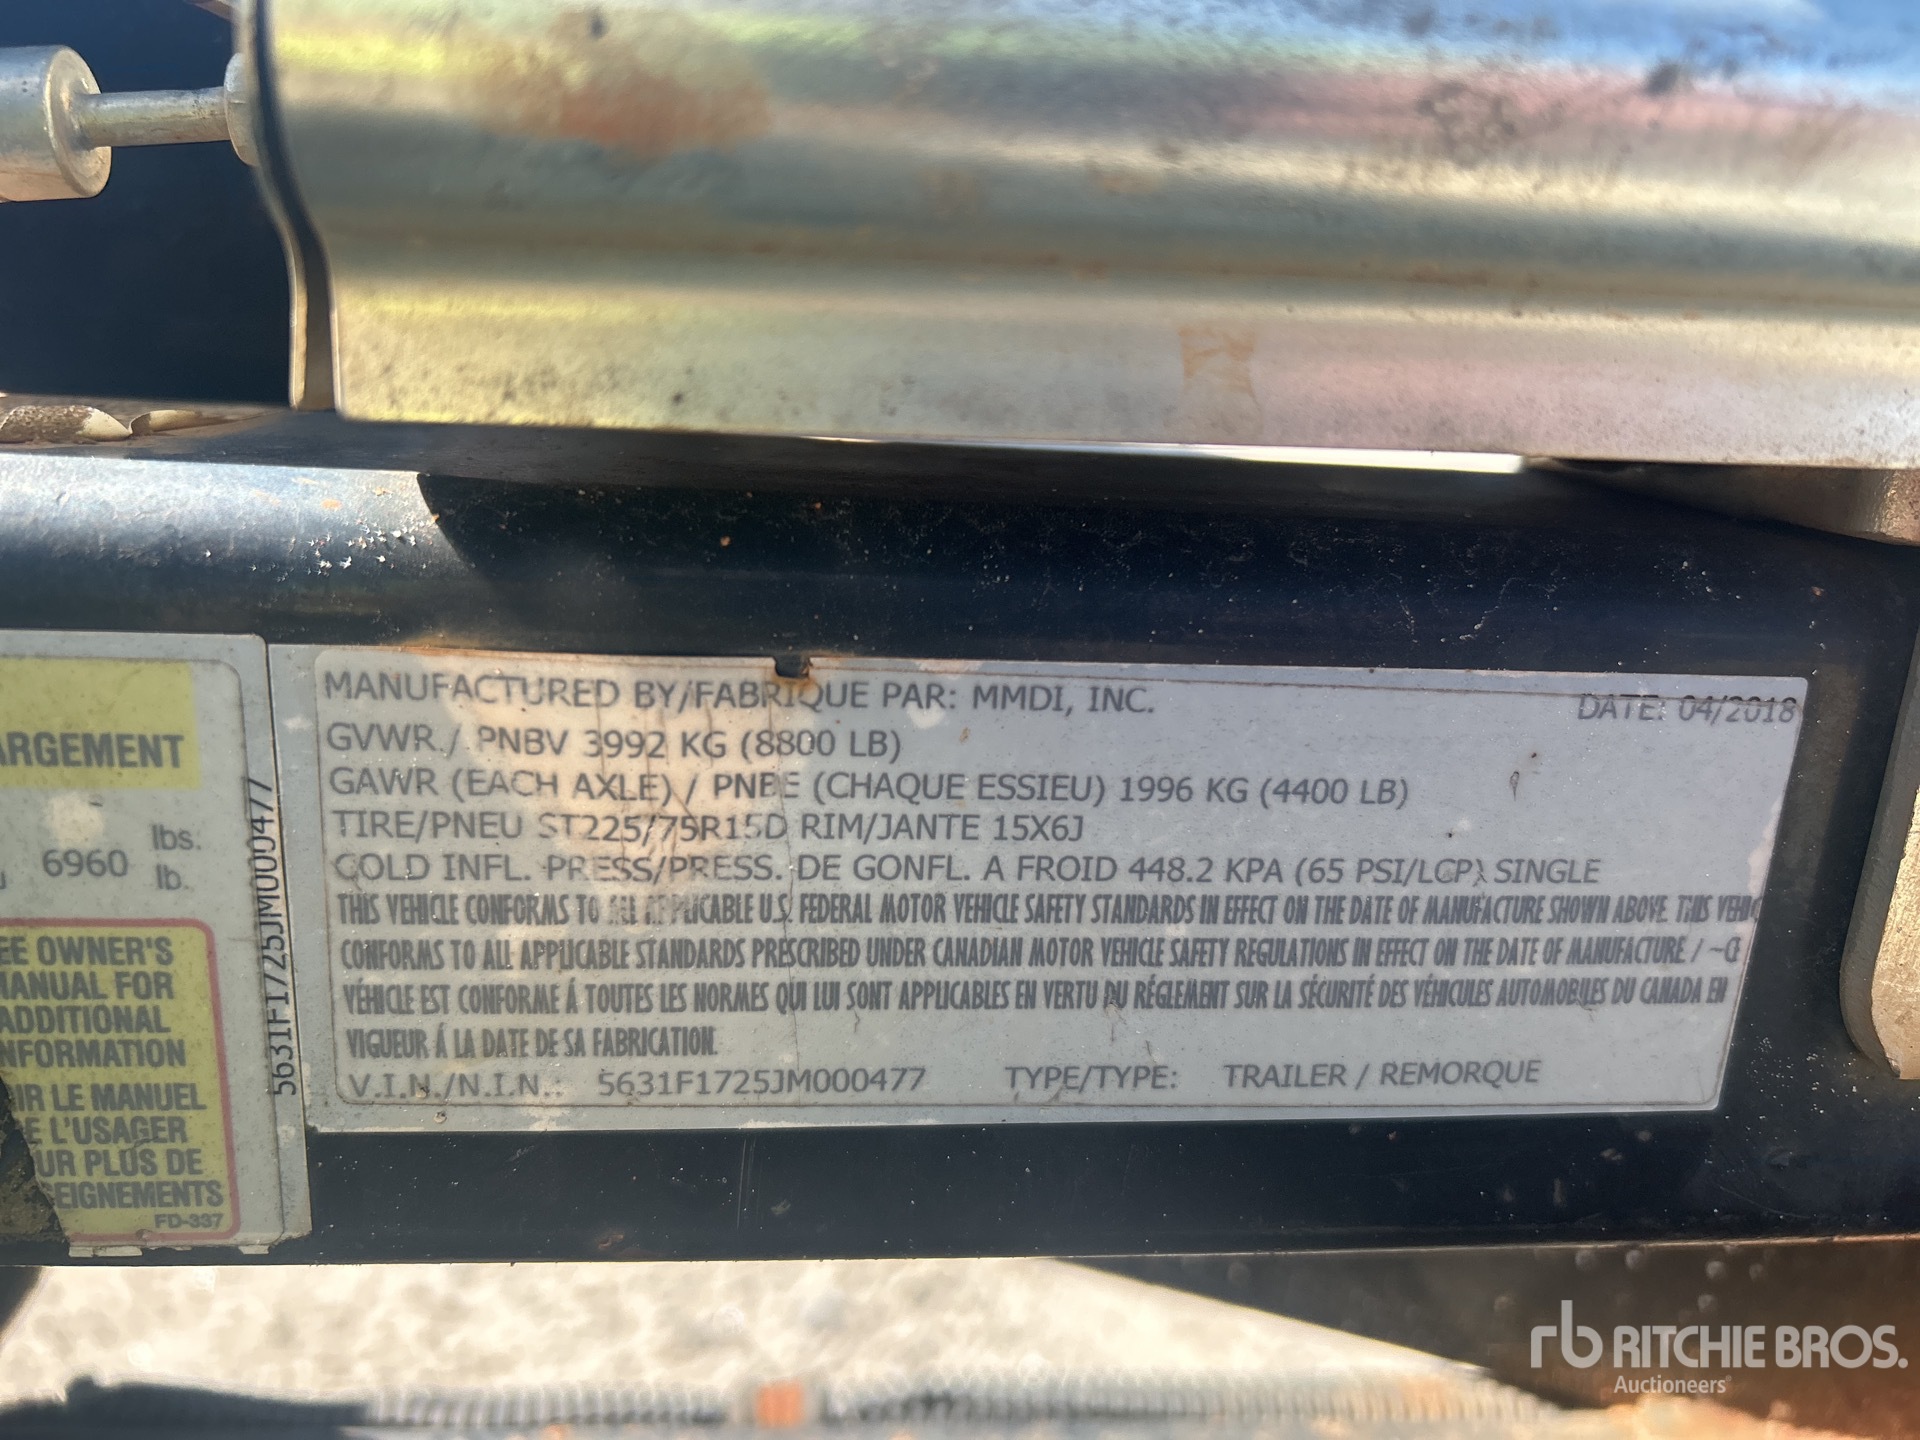 ARGEMENT
6960 lbs.
lb.
EE OWNER'S
MANUAL FOR
ADDITIONAL
NFORMATION
IR LE MANUEL
E L'USAGER
UR PLUS DE
SEIGNEMENTS
FD-337
5631F1725JM000477
MANUFACTURED BY/FABRIQUE PAR: MMDI, INC. DATE: 04/2018
GVWR / PNBV 3992 KG (8800 LB)
GAWR (EACH AXLE) / PNBE (CHAQUE ESSIEU) 1996 KG (4400 LB)
TIRE/PNEU ST225/75R15D RIM/JANTE 15X6J
COLD INFL. PRESS/PRESS. DE GONFL. A FROID 448.2 KPA (65 PSI/LCP) SINGLE
THIS VEHICLE CONFORMS TO ALL APPLICABLE U.S. FEDERAL MOTOR VEHICLE SAFETY STANDARDS IN EFFECT ON THE DATE OF MANUFACTURE SHOWN ABOVE. THIS VEHIC
CONFORMS TO ALL APPLICABLE STANDARDS PRESCRIBED UNDER CANADIAN MOTOR VEHICLE SAFETY REGULATIONS IN EFFECT ON THE DATE OF MANUFACTURE / ~CE
VÉHICLE EST CONFORME Á TOUTES LES NORMES QUI LUI SONT APPLICABLES EN VERTU DU RÉGLEMENT SUR LA SÉCURITÉ DES VÉHICULES AUTOMOBILES DU CANADA EN
VIGUEUR Á LA DATE DE SA FABRICATION.
V.I.N./N.I.N.: 5631F1725JM000477 TYPE/TYPE: TRAILER / REMORQUE
rb RITCHIE BROS.
Auctioneers